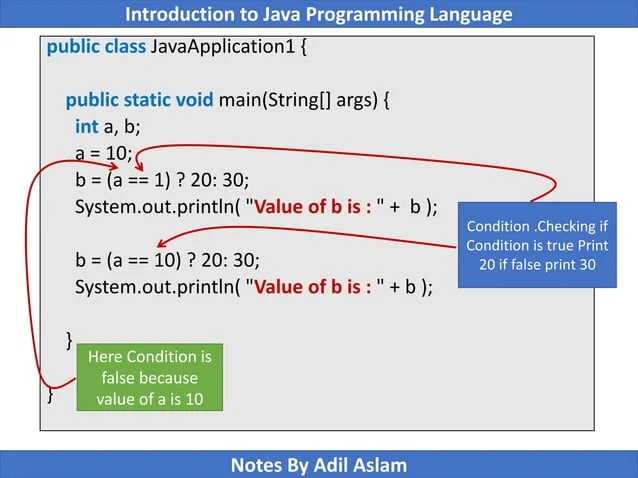 Introduction to Java Programming Language
public class JavaApplication1 {
public static void main(String[] args) {
int a, b;
a = 10;
b = (a == 1) ? 20: 30;
System.out.println( "Value of b is : " + b );
b = (a == 10) ? 20: 30;
System.out.println( "Value of b is : " + b );
}
}
Condition .Checking if
Condition is true Print
20 if false print 30
Here Condition is
false because
value of a is 10
Notes By Adil Aslam